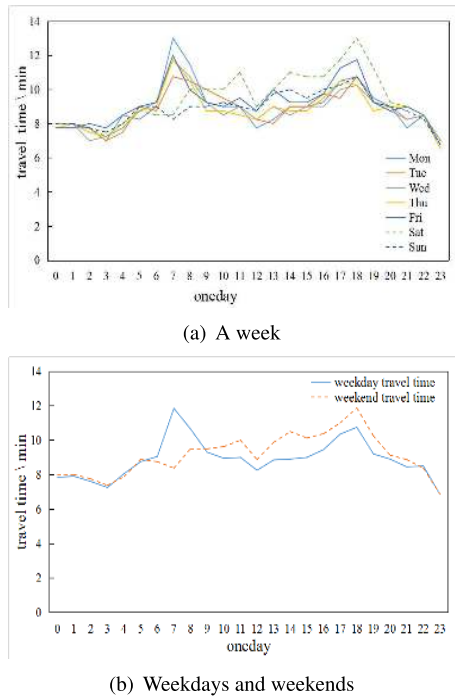 14
12
10
8
6
4
2
0
travel time \ min
Mon
Tue
Wed
Thu
Fri
Sat
Sun
0 1 2 3 4 5 6 7 8 9 10 11 12 13 14 15 16 17 18 19 20 21 22 23
oneday
(a) A week
14
12
10
8
6
4
2
0
travel time \ min
weekday travel time
weekend travel time
0 1 2 3 4 5 6 7 8 9 10 11 12 13 14 15 16 17 18 19 20 21 22 23
oneday
(b) Weekdays and weekends